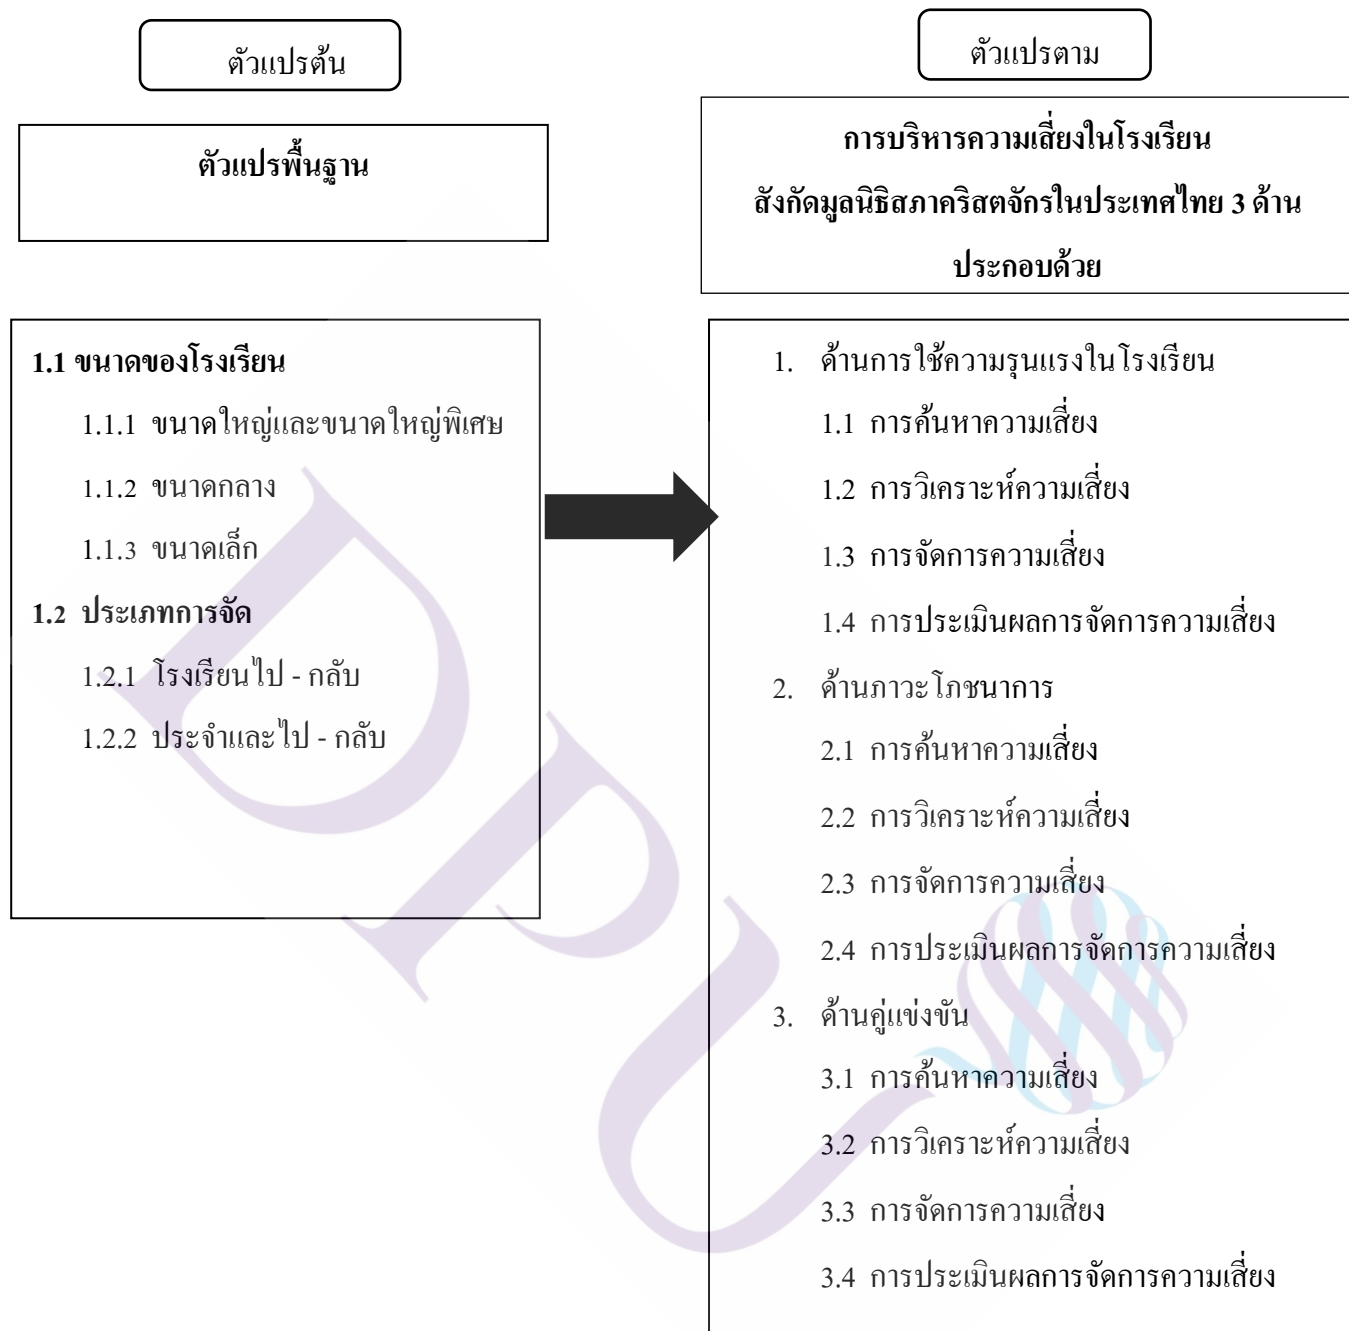 ตัวแปรต้น
ตัวแปรพื้นฐาน
1.1 ขนาดของโรงเรียน
1.1.1 ขนาดใหญ่และขนาดใหญ่พิเศษ
1.1.2 ขนาดกลาง
1.1.3 ขนาดเล็ก
1.2 ประเภทการจัด
1.2.1 โรงเรียนไป - กลับ
1.2.2 ประจำและไป - กลับ
ตัวแปรตาม
การบริหารความเสี่ยงในโรงเรียน
สังกัดมูลนิธิสภาคริสตจักรในประเทศไทย 3 ด้าน
ประกอบด้วย
1. ด้านการใช้ความรุนแรงในโรงเรียน
1.1 การค้นหาความเสี่ยง
1.2 การวิเคราะห์ความเสี่ยง
1.3 การจัดการความเสี่ยง
1.4 การประเมินผลการจัดการความเสี่ยง
2. ด้านภาวะโภชนาการ
2.1 การค้นหาความเสี่ยง
2.2 การวิเคราะห์ความเสี่ยง
2.3 การจัดการความเสี่ยง
2.4 การประเมินผลการจัดการความเสี่ยง
3. ด้านคู่แข่งขัน
3.1 การค้นหาความเสี่ยง
3.2 การวิเคราะห์ความเสี่ยง
3.3 การจัดการความเสี่ยง
3.4 การประเมินผลการจัดการความเสี่ยง
DPU